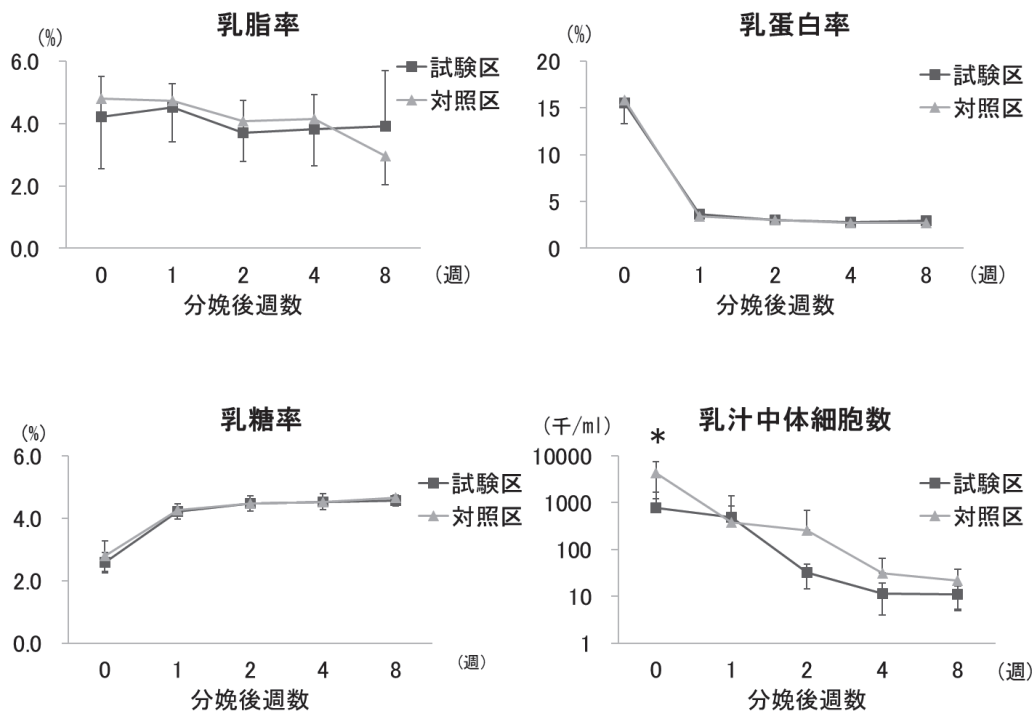 乳脂率
(%)
6.0
4.0
2.0
0.0
試験区
対照区
0 1 2 4 8 (週)
分娩後週数
乳蛋白率
(%)
20
15
10
5
0
試験区
対照区
0 1 2 4 8 (週)
分娩後週数
乳糖率
(%)
6.0
4.0
2.0
0.0
試験区
対照区
0 1 2 4 8 (週)
分娩後週数
乳汁中体細胞数
(千/ml)
*
10000
1000
100
10
1
試験区
対照区
0 1 2 4 8 (週)
分娩後週数